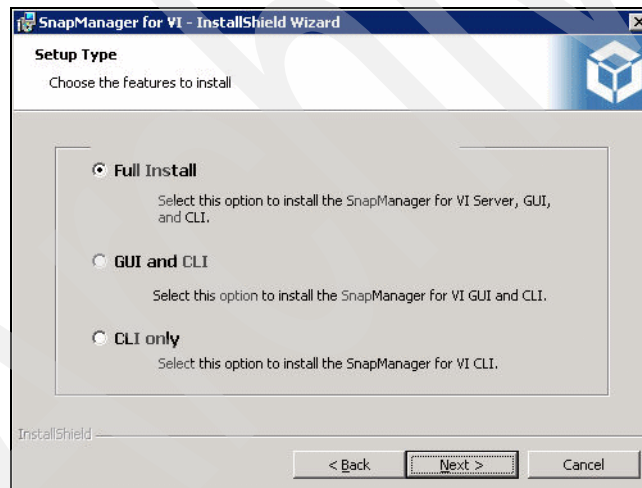 SnapManager for VI - InstallShield Wizard
Setup Type
Choose the features to install
Full Install
Select this option to install the SnapManager for VI Server, GUI,
and CLI.
GUI and CLI
Select this option to install the SnapManager for VI GUI and CLI.
CLI only
Select this option to install the SnapManager for VI CLI.
InstallShield
< Back
Next >
Cancel